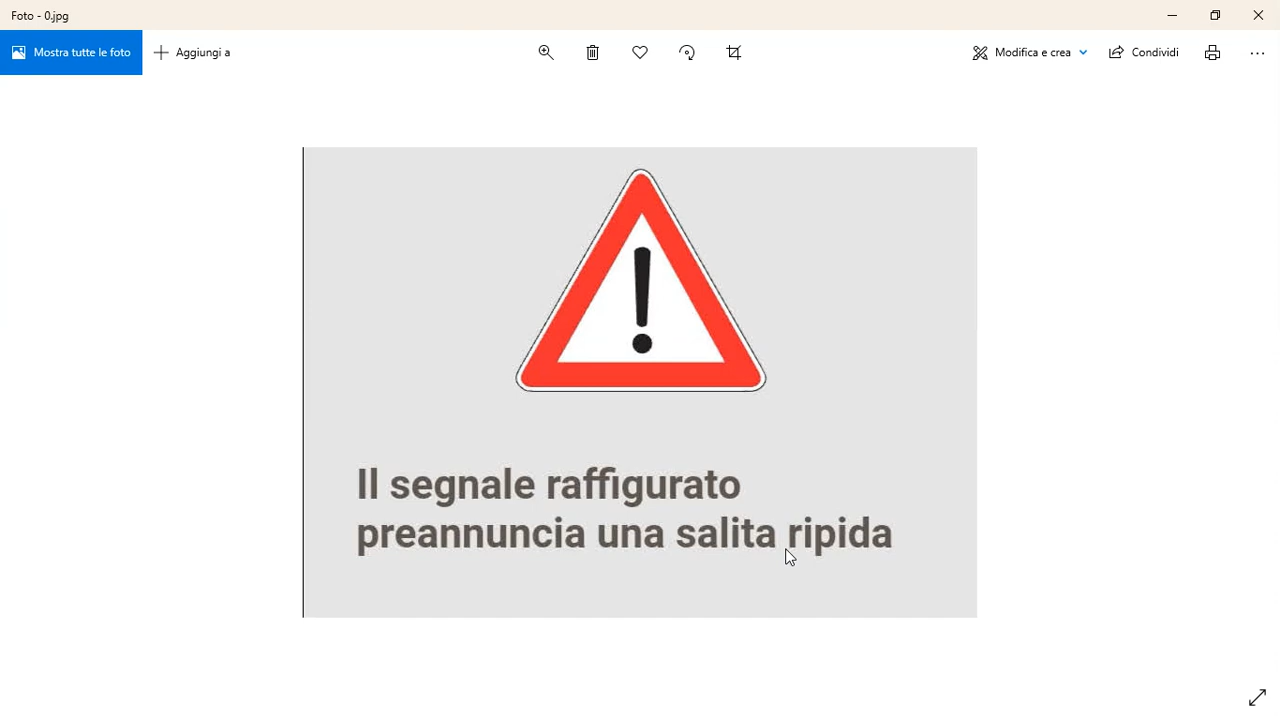 Foto - 0.jpg
Mostra tutte le foto
Aggiungi a
Modifica e crea
Condividi
!
Il segnale raffigurato
preannuncia una salita ripida